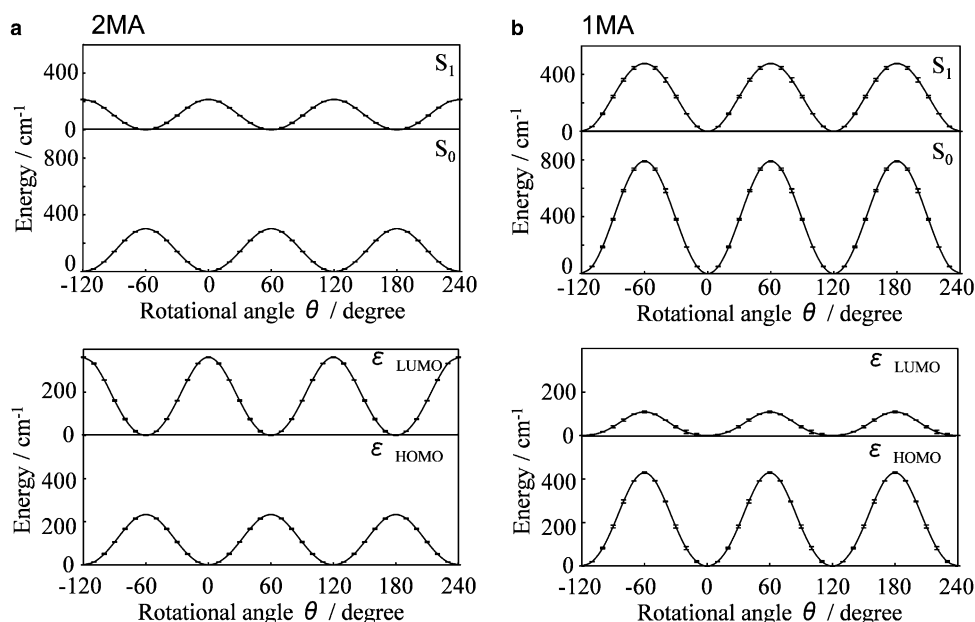 a 2MA
S1
400
0
S0
800
400
0
Energy / cm-1
-120 -60 0 60 120 180 240
Rotational angle θ / degree
ε LUMO
200
0
ε HOMO
400
200
0
Energy / cm-1
-120 -60 0 60 120 180 240
Rotational angle θ / degree
b 1MA
S1
400
0
S0
800
400
0
Energy / cm-1
-120 -60 0 60 120 180 240
Rotational angle θ / degree
ε LUMO
200
0
ε HOMO
400
200
0
Energy / cm-1
-120 -60 0 60 120 180 240
Rotational angle θ / degree